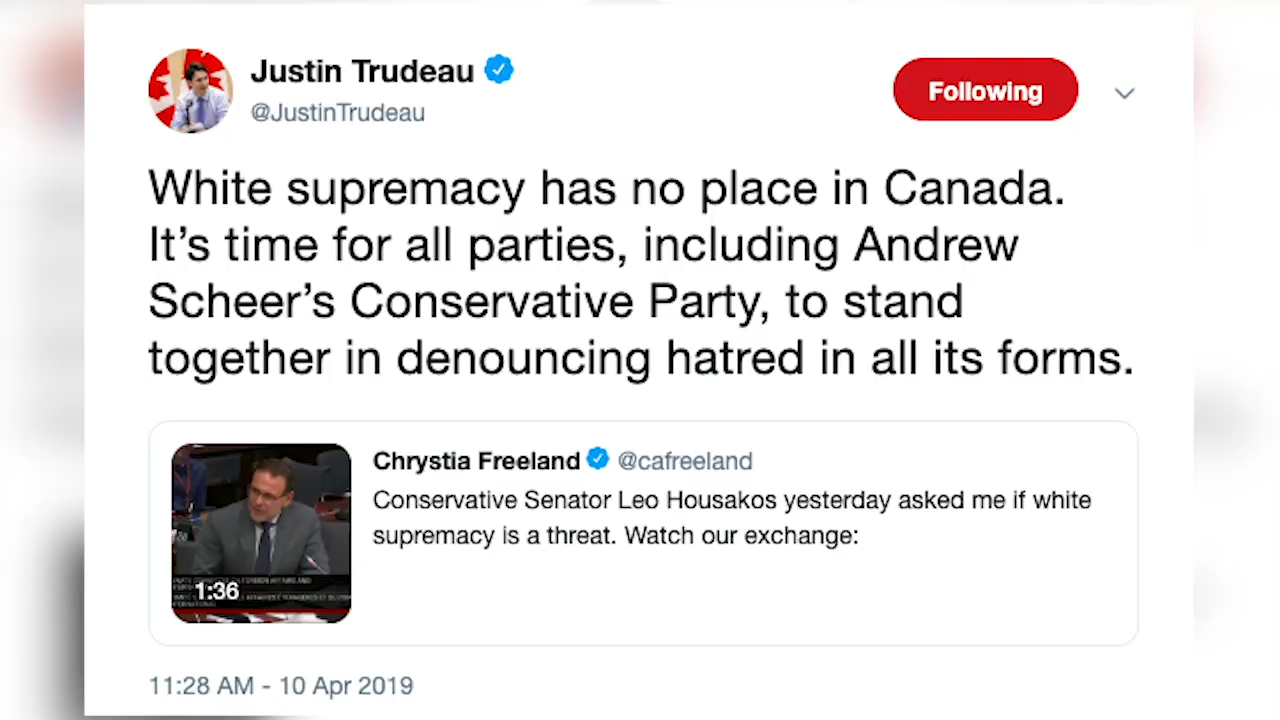 Justin Trudeau
@JustinTrudeau
Following
White supremacy has no place in Canada.
It's time for all parties, including Andrew
Scheer's Conservative Party, to stand
together in denouncing hatred in all its forms.
Chrystia Freeland @cafreeland
Conservative Senator Leo Housakos yesterday asked me if white
supremacy is a threat. Watch our exchange:
1:36
11:28 AM - 10 Apr 2019